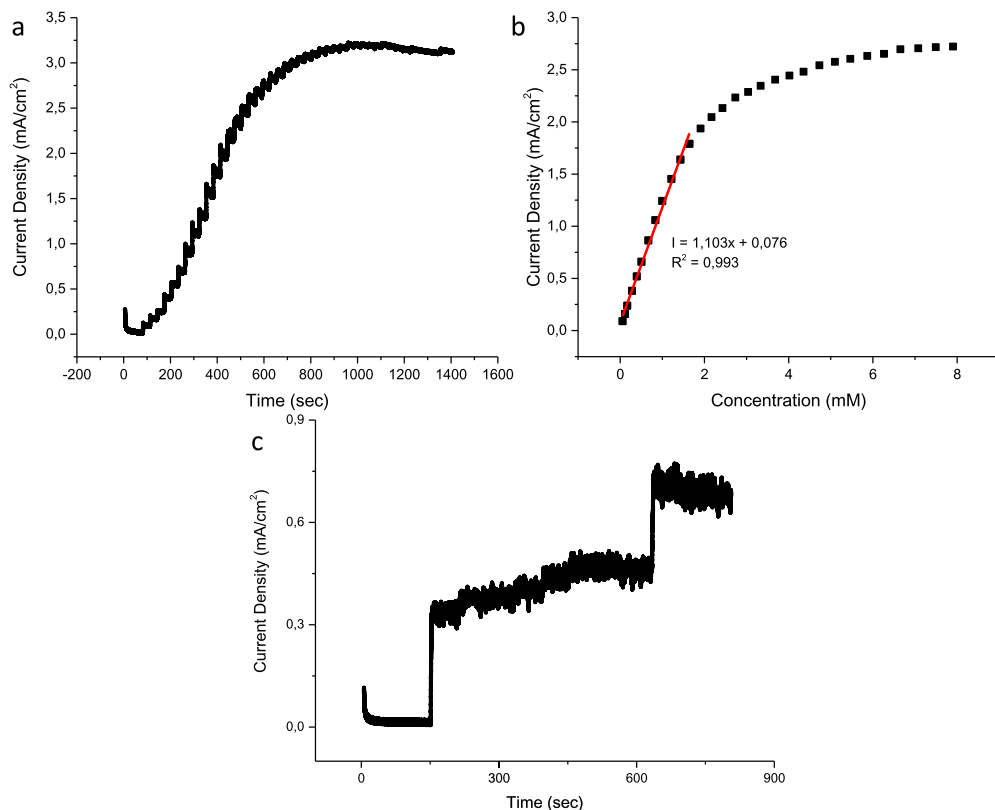 a
3,5
3,0
2,5
2,0
1,5
1,0
0,5
0,0
Current Density (mA/cm²)
-200 0 200 400 600 800 1000 1200 1400 1600
Time (sec)
b
3,0
2,5
2,0
1,5
1,0
0,5
0,0
Current Density (mA/cm²)
I = 1,103x + 0,076
R² = 0,993
0 2 4 6 8
Concentration (mM)
c
0,9
0,6
0,3
0,0
Current Density (mA/cm²)
0 300 600 900
Time (sec)